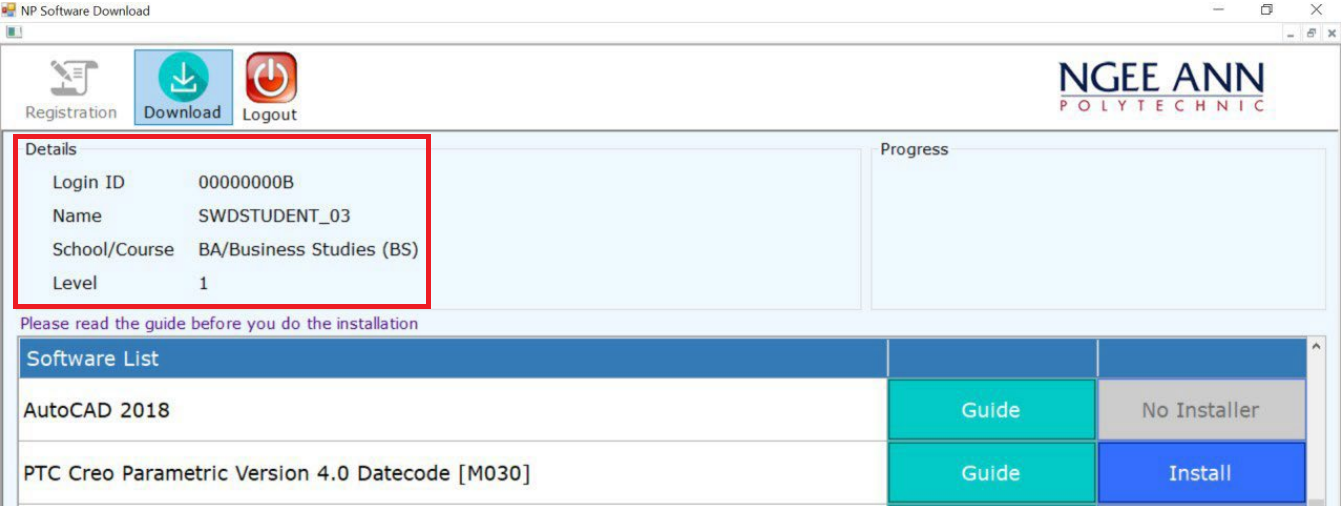 NP Software Download
Registration
Download
Logout
NGEE ANN
POLYTECHNIC
Details
Login ID 00000000B
Name SWDSTUDENT_03
School/Course BA/Business Studies (BS)
Level 1
Progress
Please read the guide before you do the installation
Software List
AutoCAD 2018 Guide No Installer
PTC Creo Parametric Version 4.0 Datecode [M030] Guide Install